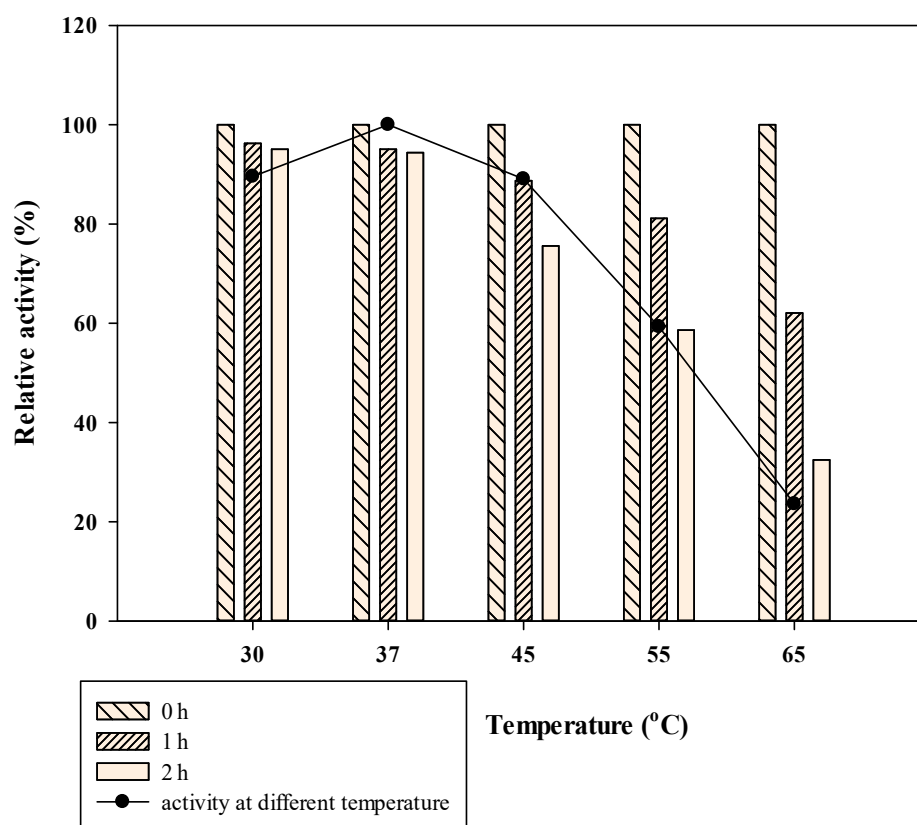 120
100
80
60
40
20
0
Relative activity (%)
30 37 45 55 65
Temperature (°C)
0 h
1 h
2 h
activity at different temperature